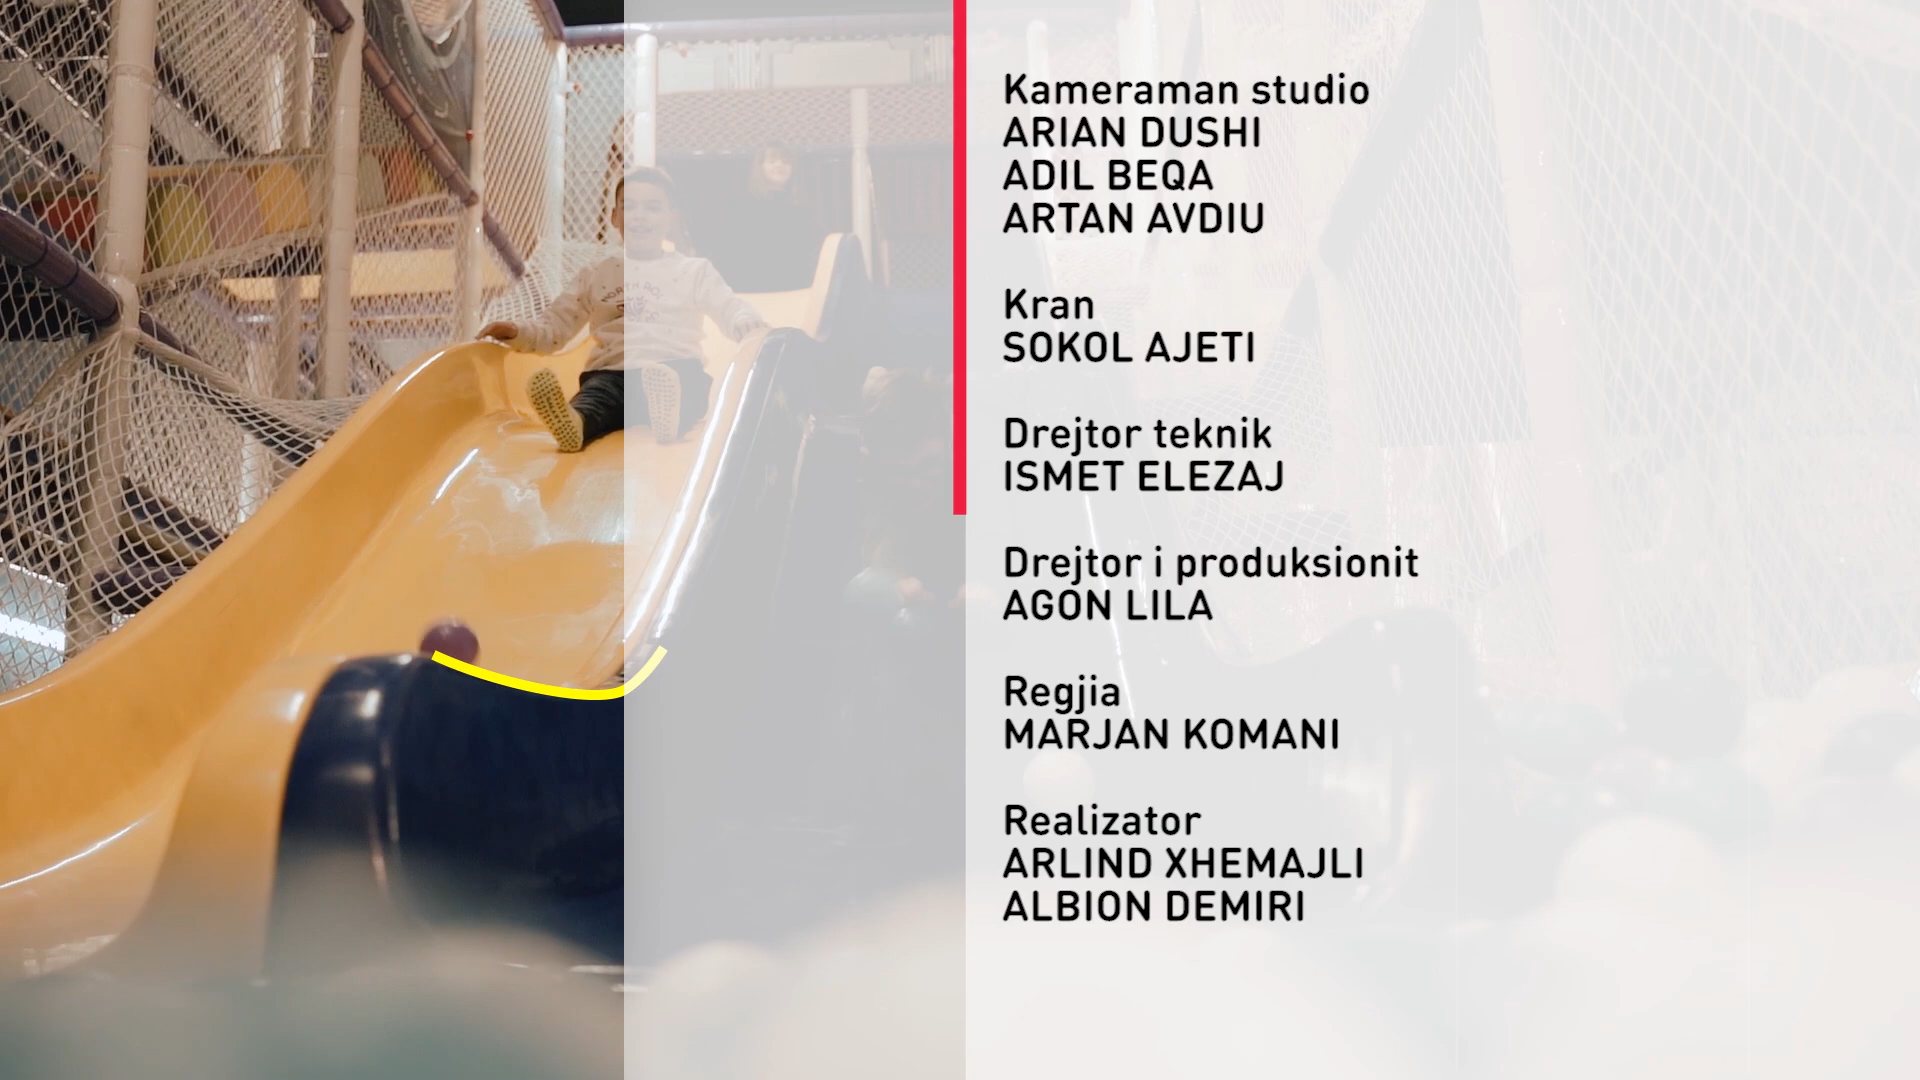 Kameraman studio
ARIAN DUSHI
ADIL BEQA
ARTAN AVDIU
Kran
SOKOL AJETI
Drejtor teknik
ISMET ELEZAJ
Drejtor i produksionit
AGON LILA
Regjia
MARJAN KOMANI
Realizator
ARLIND XHEMAJLI
ALBION DEMIRI